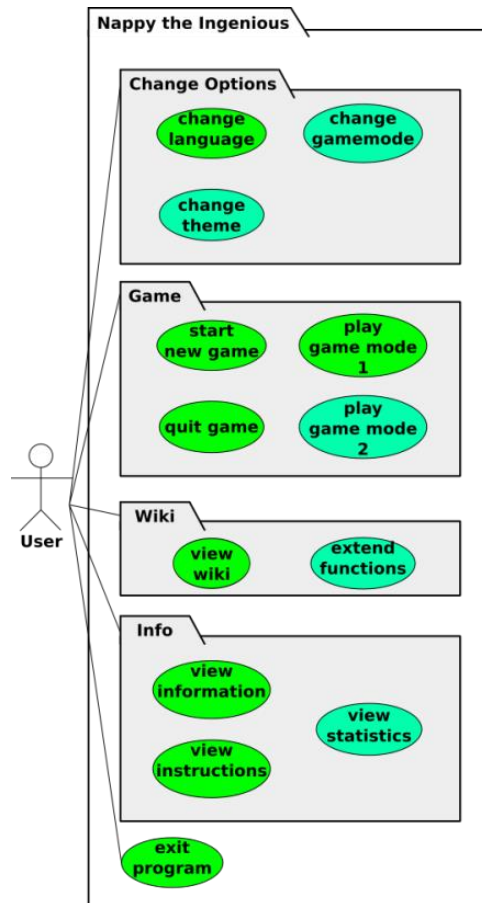 Nappy the Ingenious
Change Options
change
language
change
gamemode
change
theme
Game
start
new game
play
game mode
1
quit game
play
game mode
2
User
Wiki
view
wiki
extend
functions
Info
view
information
view
statistics
view
instructions
exit
program